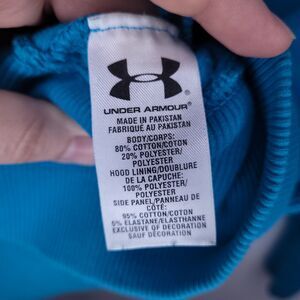 UNDER ARMOUR®
MADE IN PAKISTAN
FABRIQUÉ AU PAKISTAN
BODY/CORPS:
80% COTTON/COTON
20% POLYESTER/
POLYESTER
HOOD LINING/DOUBLURE
DE LA CAPUCHE:
100% POLYESTER/
POLYESTER
SIDE PANEL/PANNEAU DE
CÔTÉ:
95% COTTON/COTON
5% ELASTANE/ELASTHANNE
EXCLUSIVE OF DECORATION
SAUF DÉCORATION